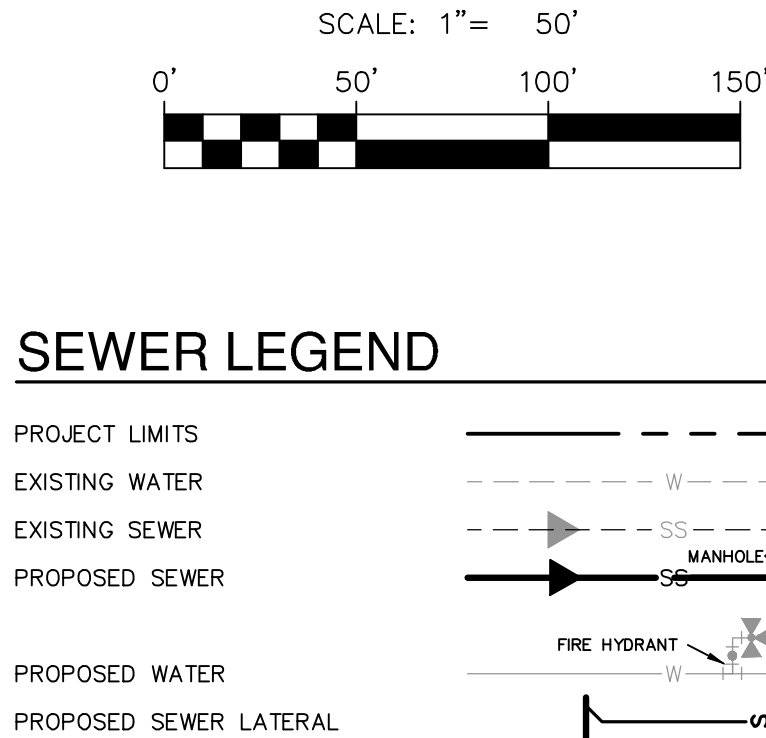 SCALE: 1"= 50'
0' 50' 100' 150'
SEWER LEGEND
PROJECT LIMITS
EXISTING WATER W
EXISTING SEWER SS
MANHOLE
PROPOSED SEWER SS
FIRE HYDRANT
PROPOSED WATER W
PROPOSED SEWER LATERAL S